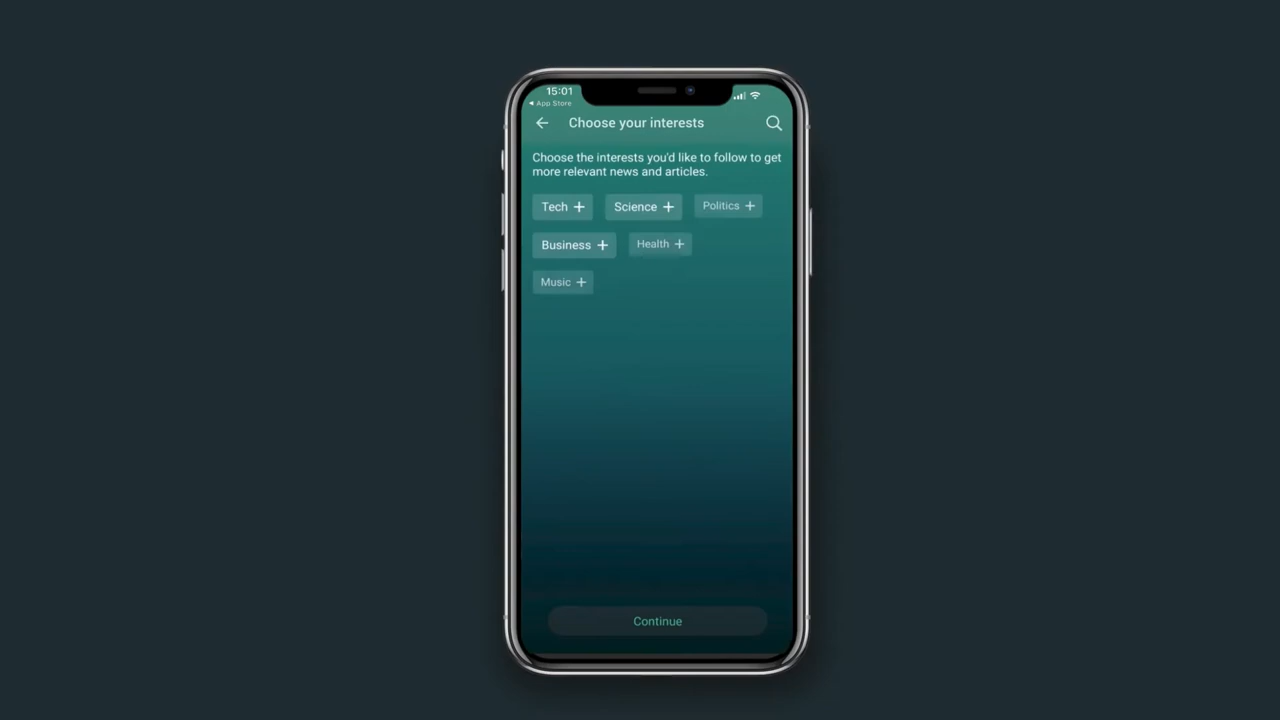 15:01
◂ App Store
Choose your interests
Choose the interests you'd like to follow to get
more relevant news and articles.
Tech + Science + Politics +
Business + Health +
Music +
Continue